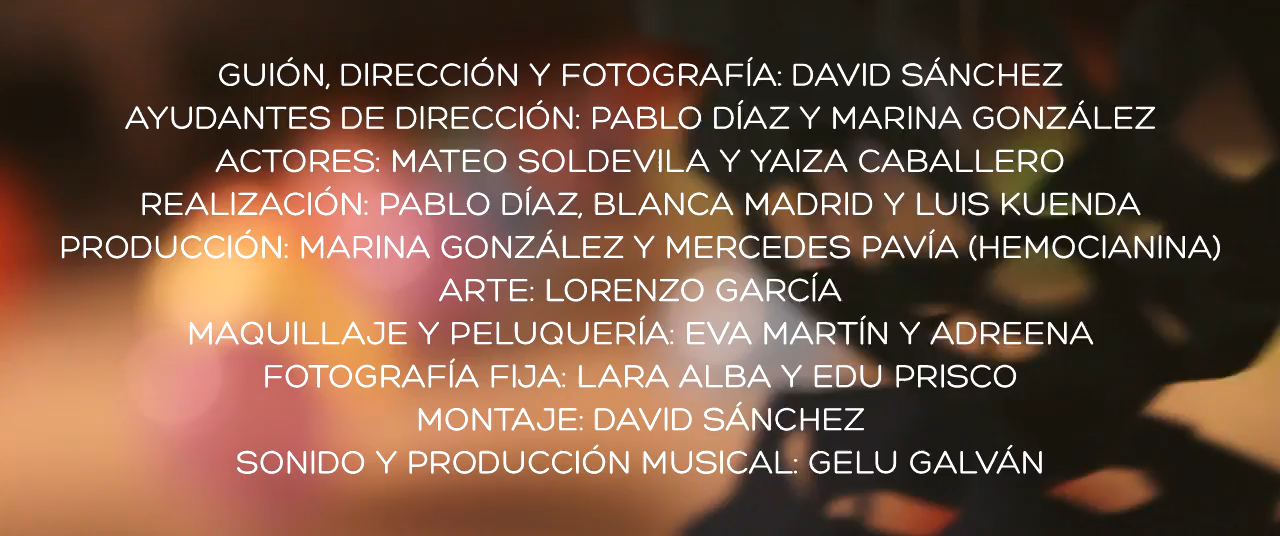 GUIÓN, DIRECCIÓN Y FOTOGRAFÍA: DAVID SÁNCHEZ
AYUDANTES DE DIRECCIÓN: PABLO DÍAZ Y MARINA GONZÁLEZ
ACTORES: MATEO SOLDEVILA Y YAIZA CABALLERO
REALIZACIÓN: PABLO DÍAZ, BLANCA MADRID Y LUIS KUENDA
PRODUCCIÓN: MARINA GONZÁLEZ Y MERCEDES PAVÍA (HEMOCIANINA)
ARTE: LORENZO GARCÍA
MAQUILLAJE Y PELUQUERÍA: EVA MARTÍN Y ADREENA
FOTOGRAFÍA FIJA: LARA ALBA Y EDU PRISCO
MONTAJE: DAVID SÁNCHEZ
SONIDO Y PRODUCCIÓN MUSICAL: GELU GALVÁN